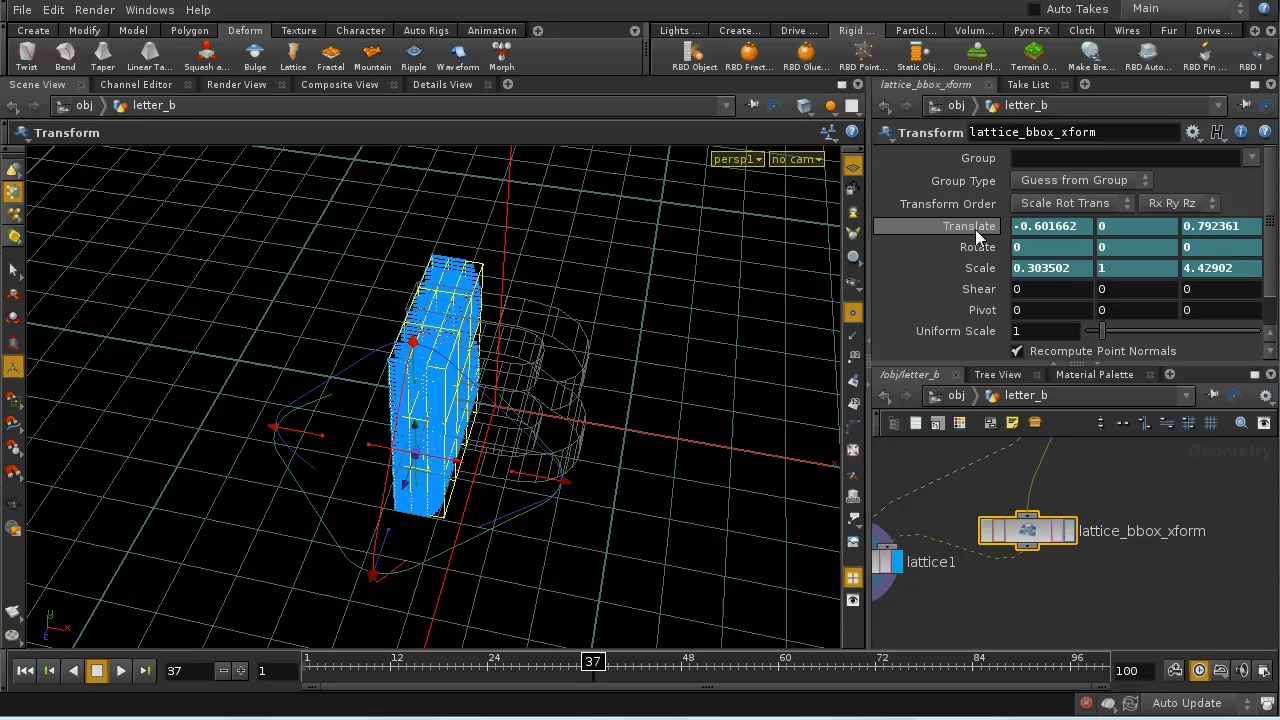 File Edit Render Windows Help Auto Takes Main
Create Modify Model Polygon Deform Texture Character Auto Rigs Animation Lights ... Create... Drive ... Rigid ... Particl... Volum... Pyro FX Cloth Wires Fur Drive ...
Twist Bend Taper Linear Ta... Squash ... Bulge Lattice Fractal Mountain Ripple Waveform Morph RBD Object RBD Fract... RBD Glue... RBD Point... Static Obj... Ground Pl... Terrain O... Make Bre... RBD Auto... RBD Pin ... RBD I
Scene View Channel Editor Render View Composite View Details View lattice_bbox_xform Take List
obj letter_b obj letter_b
Transform Transform lattice_bbox_xform
persp1 no cam
Group
Group Type Guess from Group
Transform Order Scale Rot Trans Rx Ry Rz
Translate -0.601662 0 0.792361
Rotate 0 0 0
Scale 0.303502 1 4.42902
Shear 0 0 0
Pivot 0 0 0
Uniform Scale 1
Recompute Point Normals
/obj/letter_b Tree View Material Palette
obj letter_b
Geometry
lattice_bbox_xform
lattice1
x
y
x
z
37 1 1 12 24 37 48 60 72 84 96 100
Auto Update